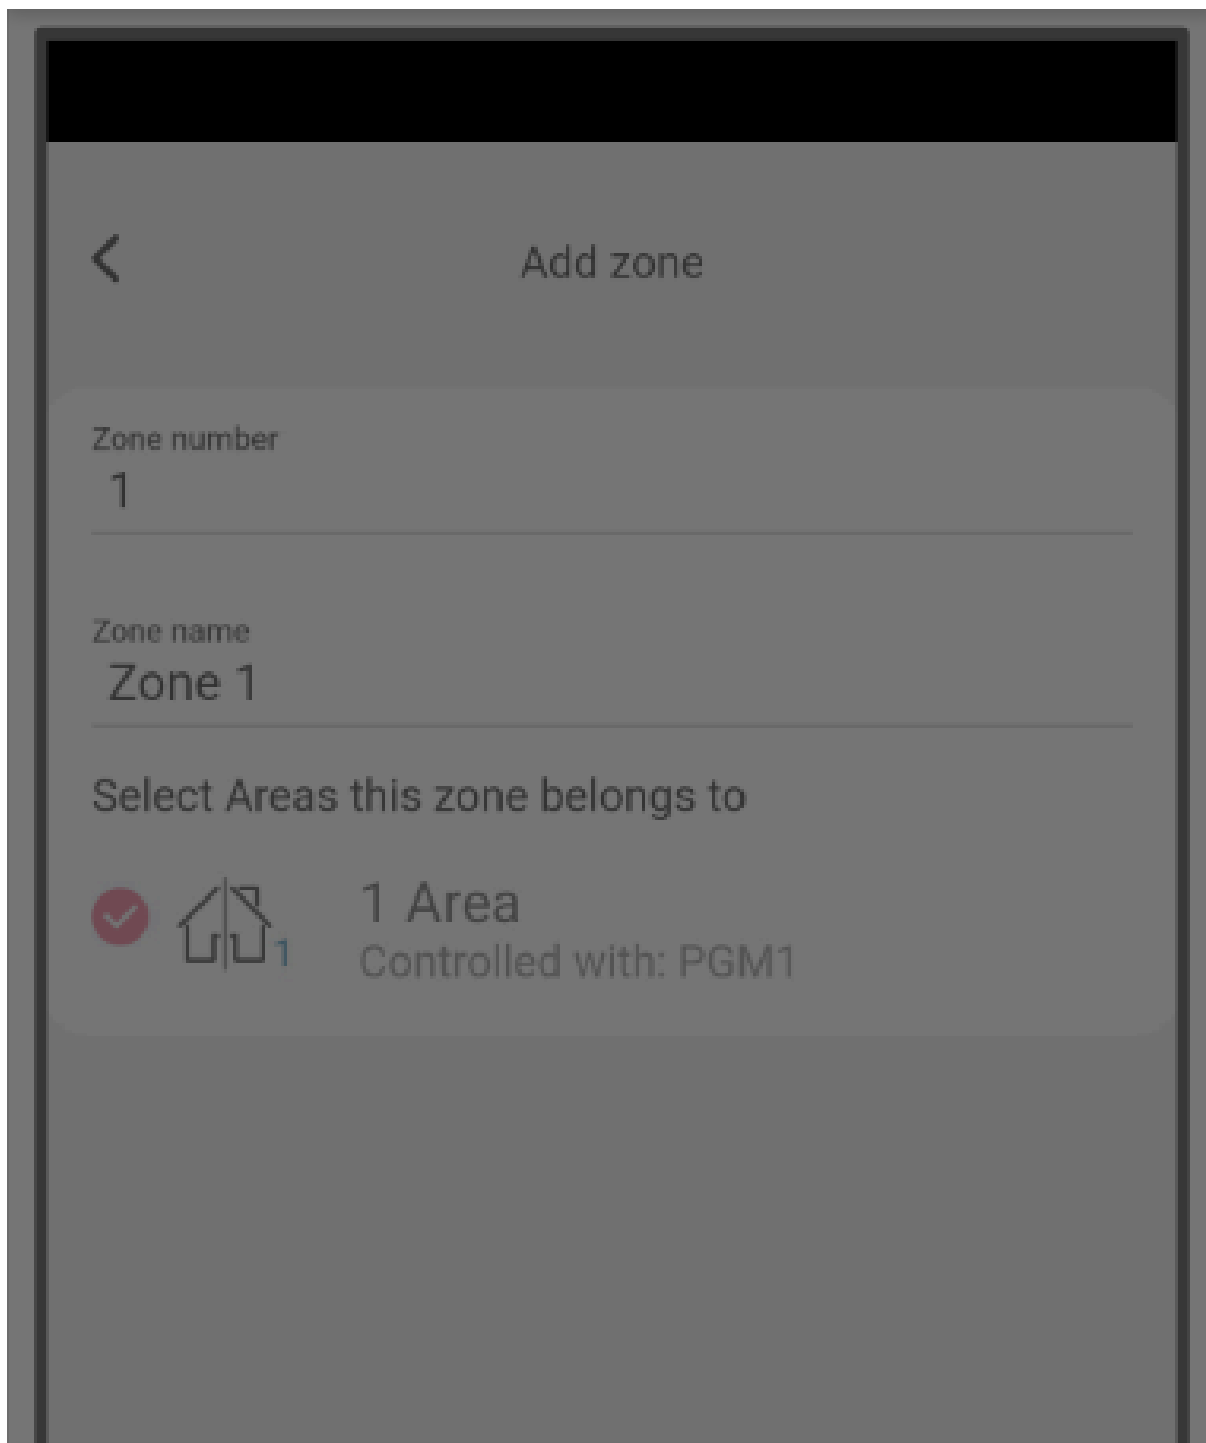 Add zone
Zone number
1
Zone name
Zone 1
Select Areas this zone belongs to
1
1 Area
Controlled with: PGM1